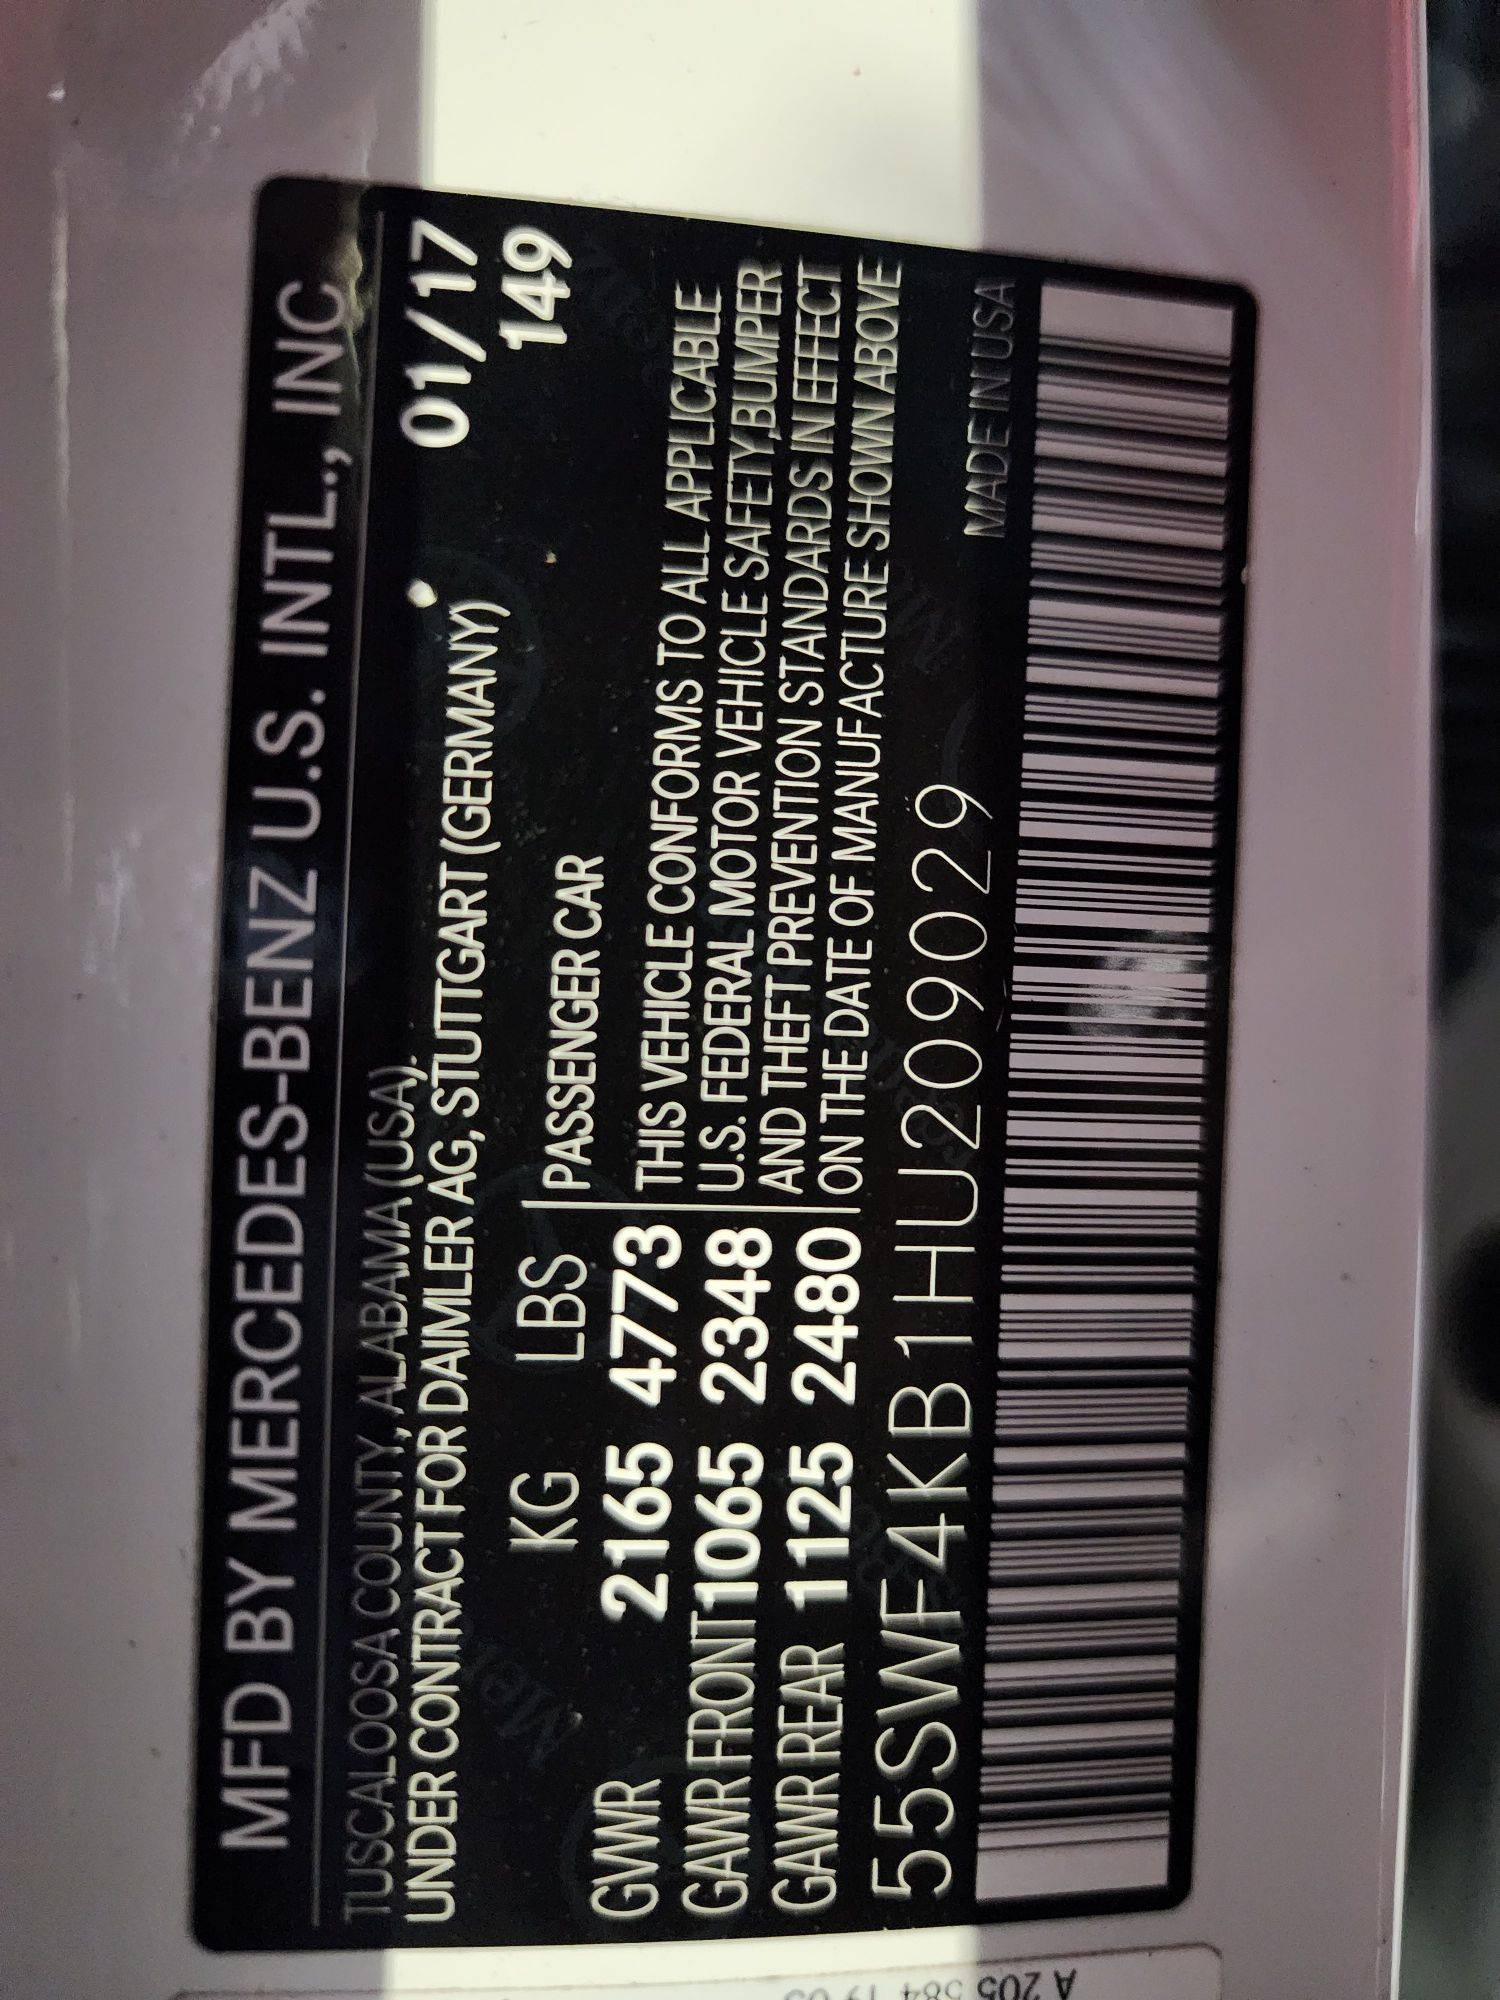 MFD BY MERCEDES-BENZ U.S. INTL., INC
TUSCALOOSA COUNTY, ALABAMA (USA).
01/17
UNDER CONTRACT FOR DAIMLER AG, STUTTGART (GERMANY)
149
KG LBS PASSENGER CAR
GVWR 2165 4773 THIS VEHICLE CONFORMS TO ALL APPLICABLE
GAWR FRONT 1065 2348 U.S. FEDERAL MOTOR VEHICLE SAFETY,BUMPER
AND THEFT PREVENTION STANDARDS IN EFFECT
GAWR REAR 1125 2480 ON THE DATE OF MANUFACTURE SHOWN ABOVE
55SWF4KB1HU209029
MADE IN USA
A 205 584